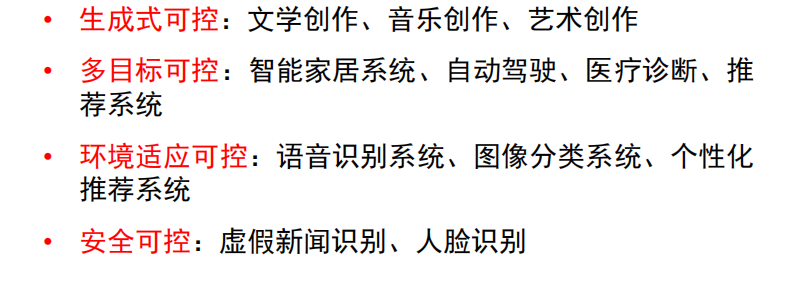 • 生成式可控：文学创作、音乐创作、艺术创作
• 多目标可控：智能家居系统、自动驾驶、医疗诊断、推
荐系统
• 环境适应可控：语音识别系统、图像分类系统、个性化
推荐系统
• 安全可控：虚假新闻识别、人脸识别